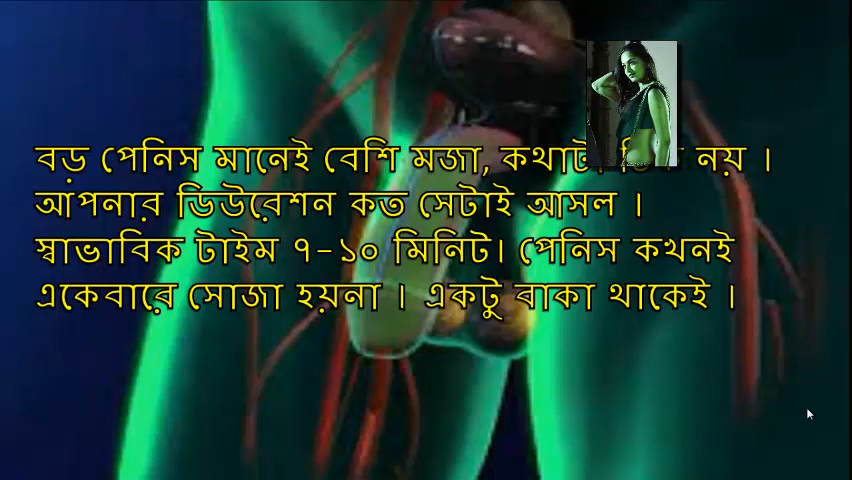 বড় পেনিস মানেই বেশি মজা, কথাটা নয় ।
আপনার ডিউরেশন কত সেটাই আসল ।
স্বাভাবিক টাইম ৭-১০ মিনিট। পেনিস কখনই
একেবারে সোজা হয়না । একটু বাকা থাকেই ।